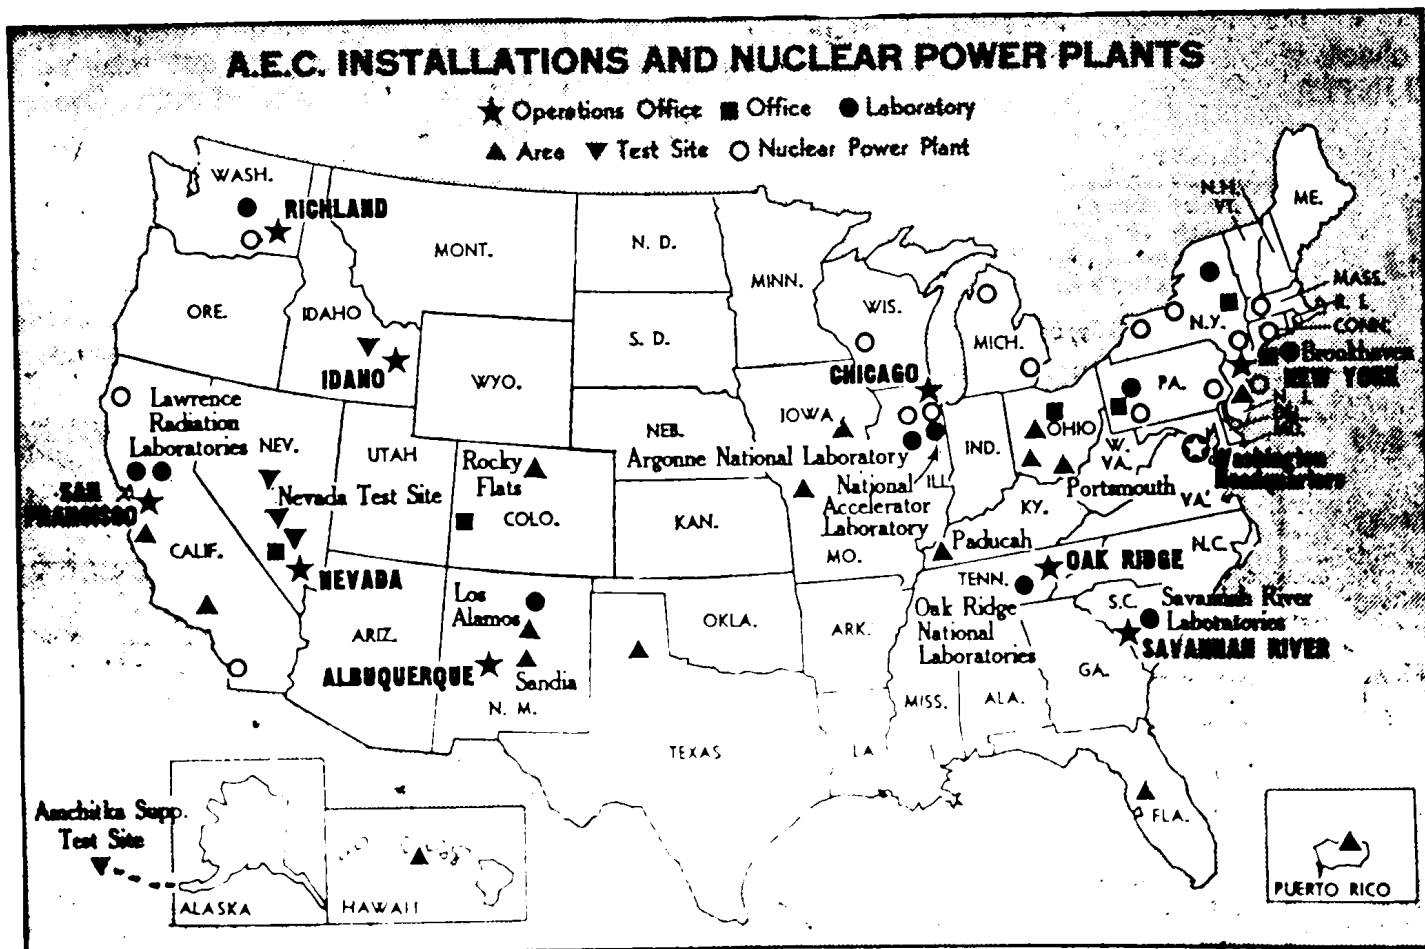 A.E.C. INSTALLATIONS AND NUCLEAR POWER PLANTS
★ Operations Office ■ Office ● Laboratory
▲ Area ▼ Test Site ○ Nuclear Power Plant
WASH.
RICHLAND
MONT.
N. D.
MINN.
N.H.
VT.
ME.
ORE.
IDAHO
IDAHO
WYO.
S. D.
WIS.
MICH.
CHICAGO
N.Y.
MASS.
R. I.
CONN.
Brookhaven
NEW YORK
N. J.
DEL.
MD.
PA.
Lawrence
Radiation
Laboratories
NEV.
UTAH
Rocky
Flats
COLO.
NEB.
IOWA
Argonne National Laboratory
National
Accelerator
Laboratory
ILL.
IND.
OHIO
W.
VA.
Portsmouth
Washington
Headquarters
VA.
SAN
FRANCISCO
Nevada Test Site
CALIF.
NEVADA
KAN.
MO.
KY.
Paducah
N.C.
OAK RIDGE
TENN.
Oak Ridge
National
Laboratories
S.C.
Savannah River
Laboratories
SAVANNAH RIVER
Los
Alamos
ARIZ.
ALBUQUERQUE
Sandia
N. M.
OKLA.
ARK.
GA.
MISS.
ALA.
TEXAS
LA.
FLA.
Amchitka Supp.
Test Site
ALASKA
HAWAII
PUERTO RICO